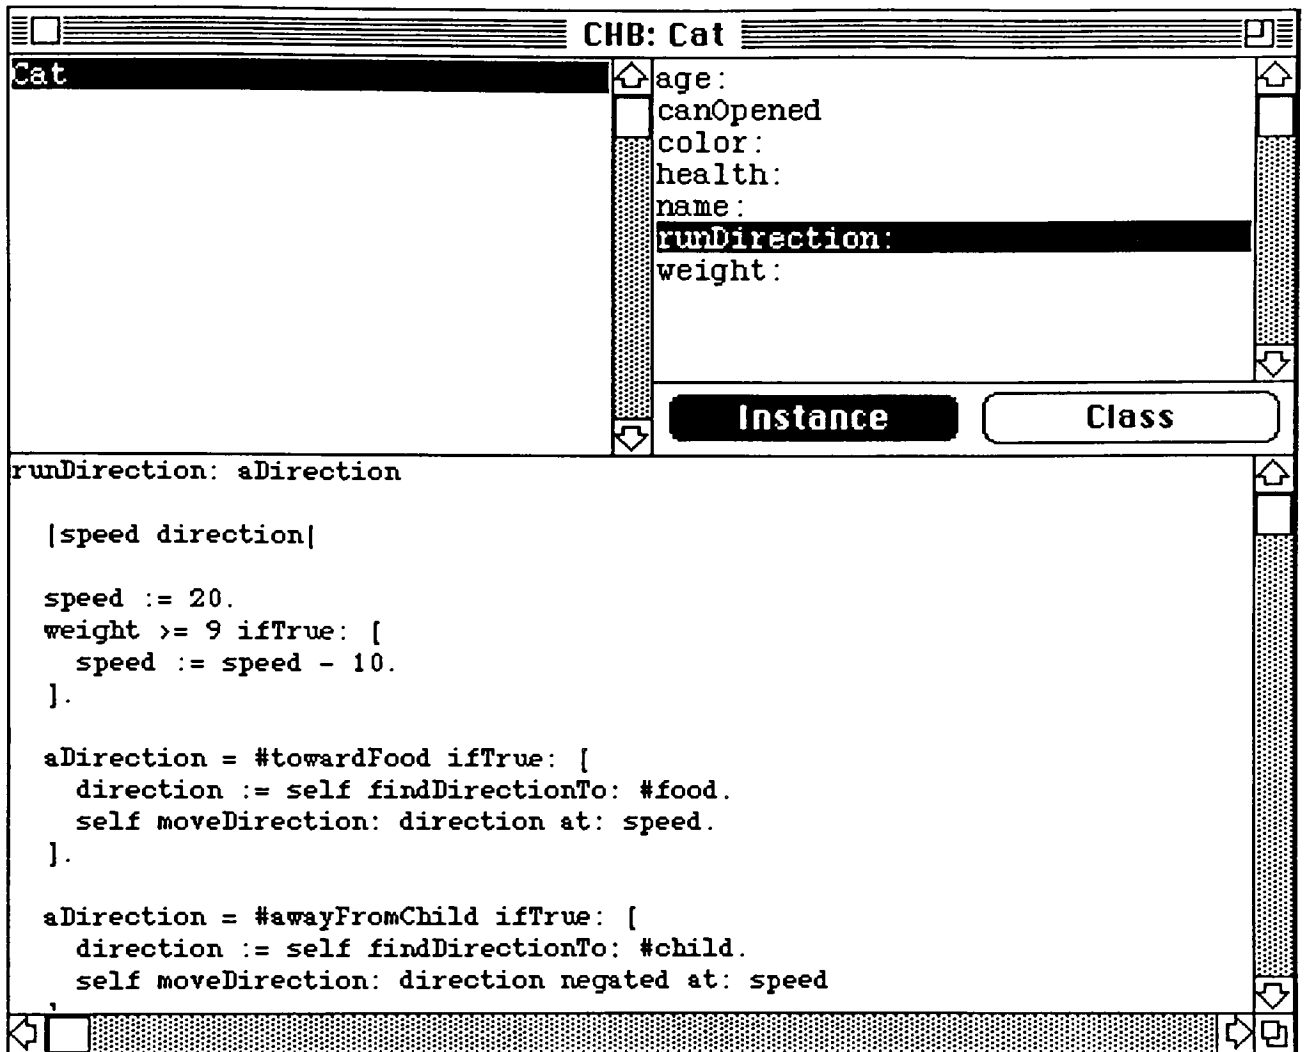 CHB: Cat
Cat
age:
canOpened
color:
health:
name:
runDirection:
weight:
Instance
Class
runDirection: aDirection
|speed direction|
speed := 20.
weight >= 9 ifTrue: [
speed := speed - 10.
].
aDirection = #towardFood ifTrue: [
direction := self findDirectionTo: #food.
self moveDirection: direction at: speed.
].
aDirection = #awayFromChild ifTrue: [
direction := self findDirectionTo: #child.
self moveDirection: direction negated at: speed